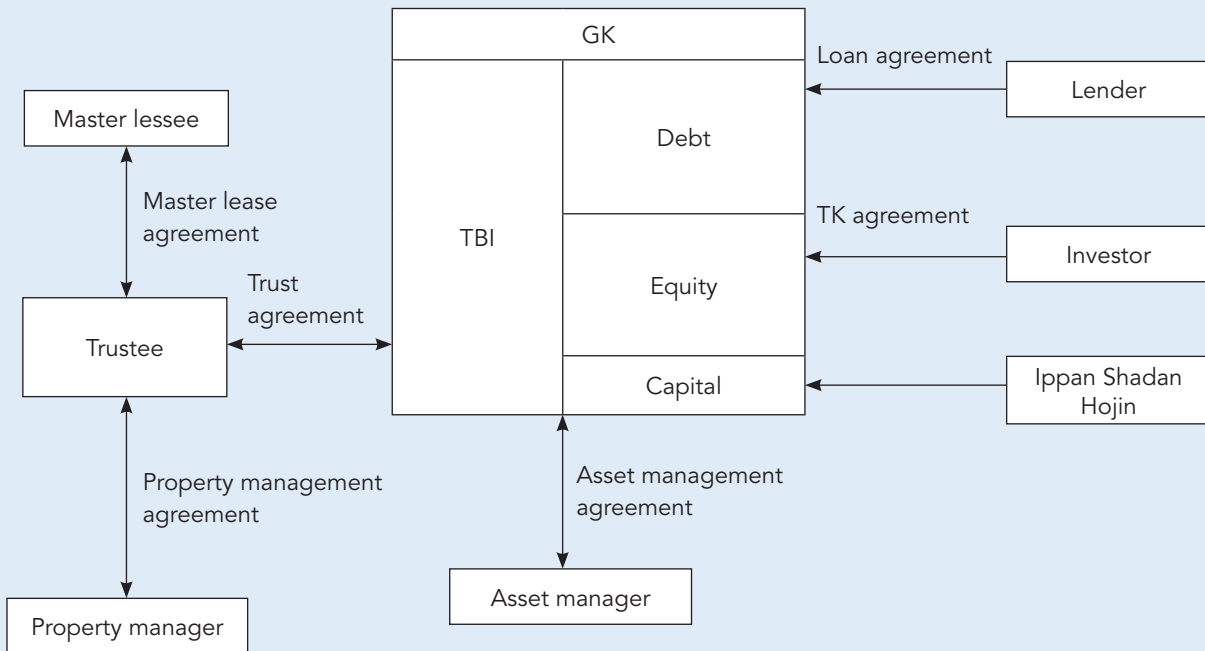 GK
Loan agreement
Lender
Master lessee
Debt
Master lease
agreement
TBI
TK agreement
Investor
Equity
Trust
agreement
Trustee
Capital
Ippan Shadan
Hojin
Property management
agreement
Asset management
agreement
Asset manager
Property manager